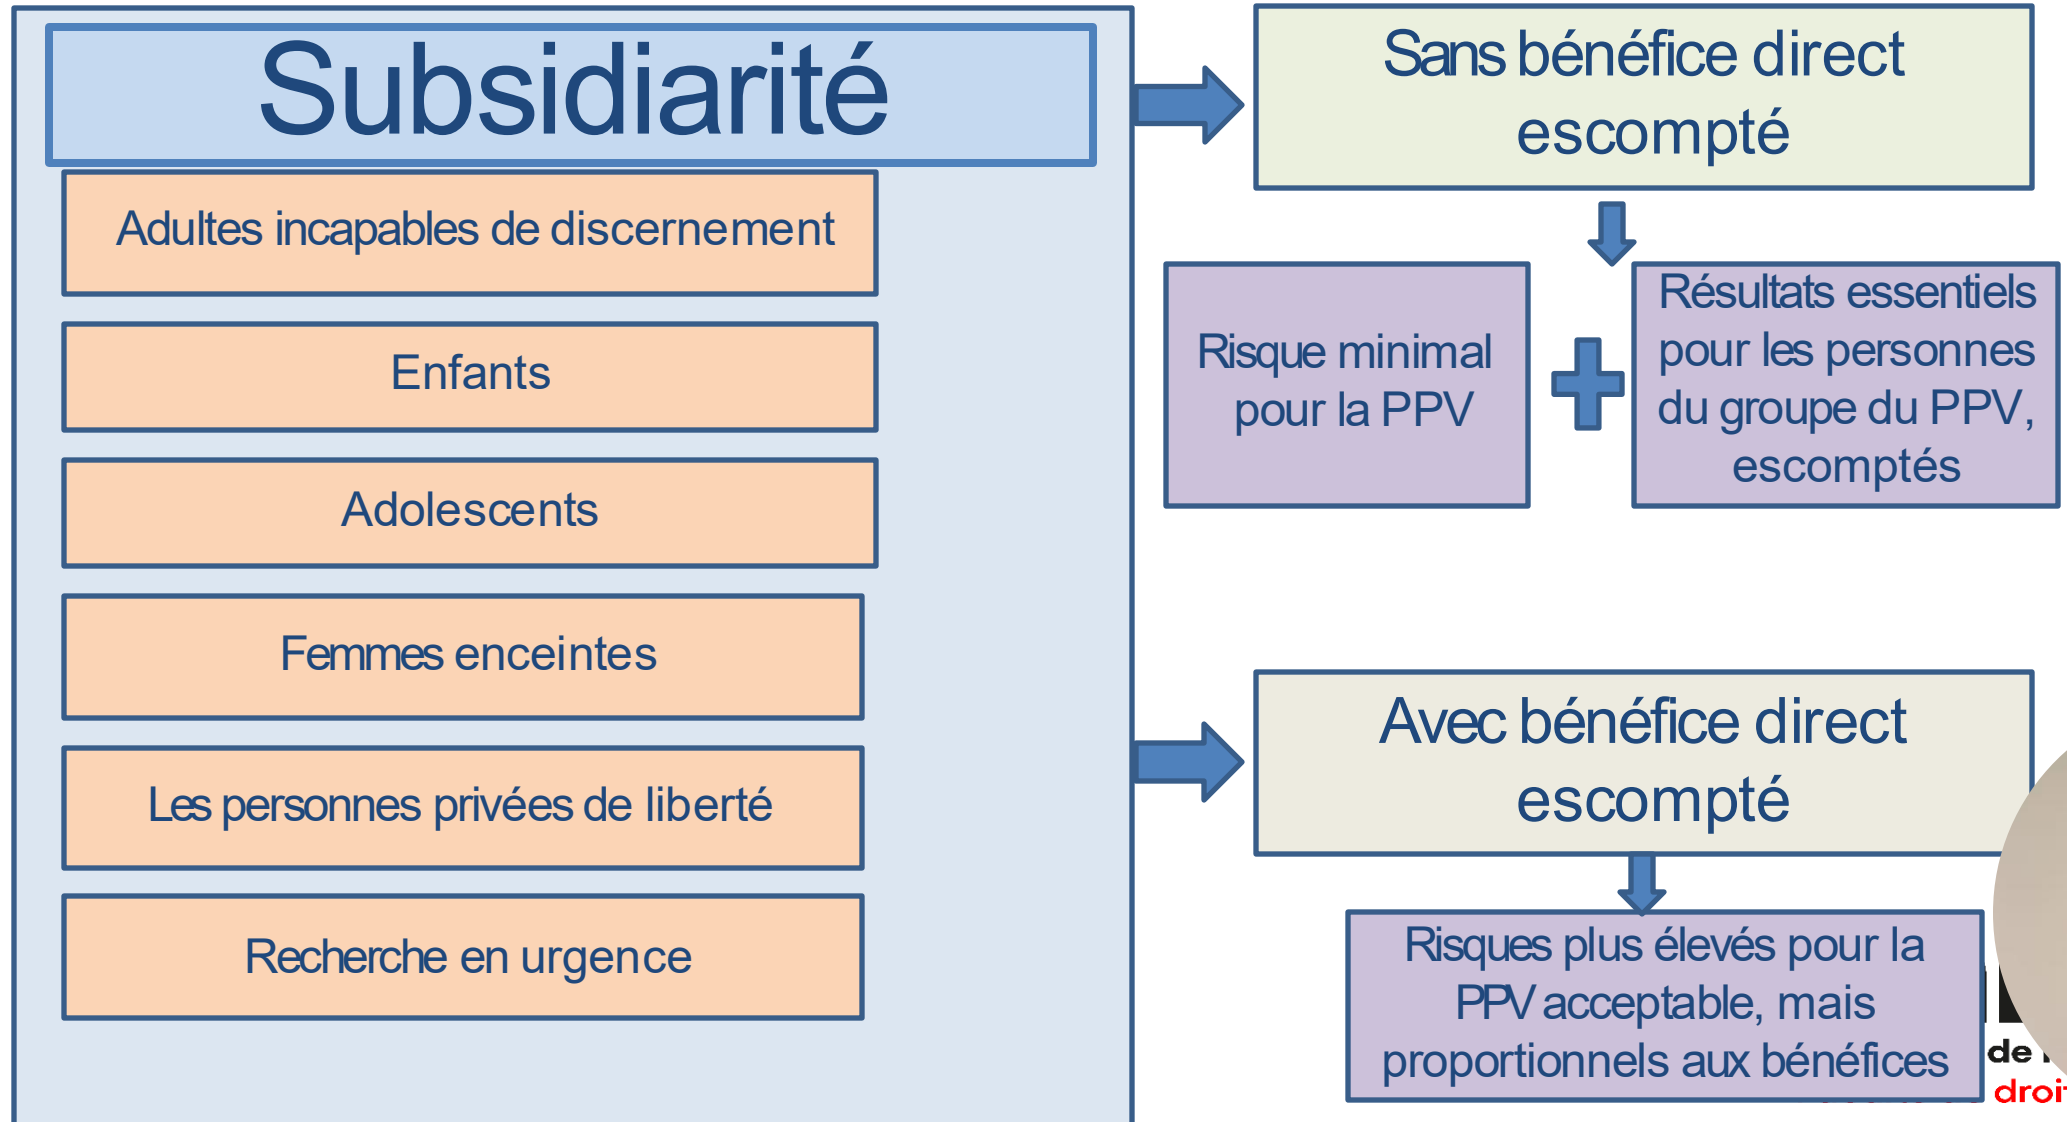 Subsidiarité
Adultes incapables de discernement
Enfants
Adolescents
Femmes enceintes
Les personnes privées de liberté
Recherche en urgence
Sans bénéfice direct
escompté
Risque minimal
pour la PPV
Résultats essentiels
pour les personnes
du groupe du PPV,
escomptés
Avec bénéfice direct
escompté
Risques plus élevés pour la
PPV acceptable, mais
proportionnels aux bénéfices
de